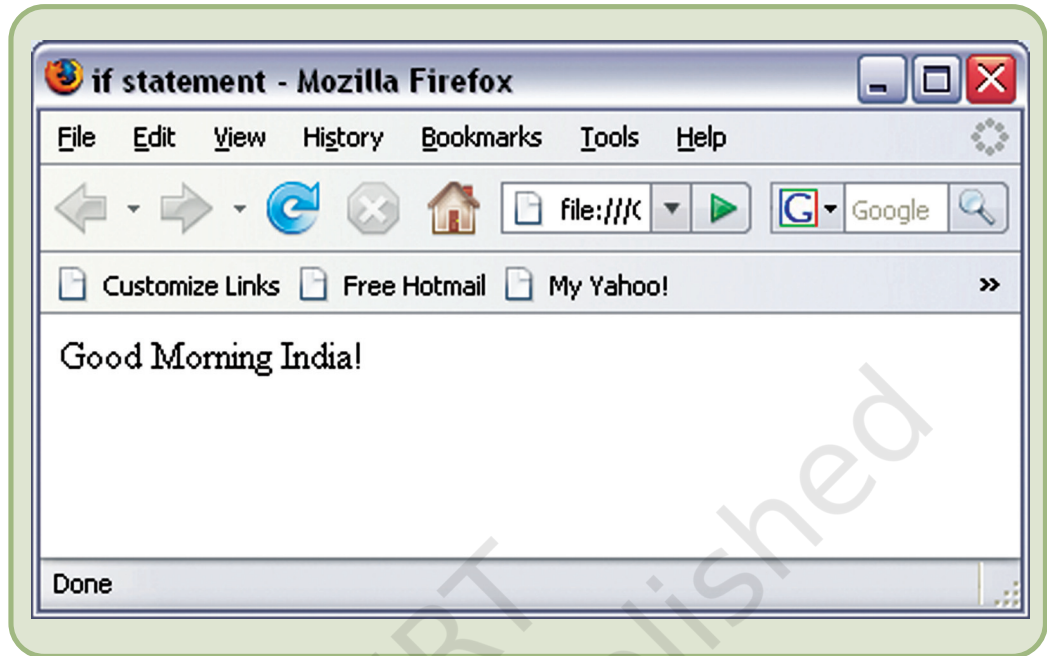 if statement - Mozilla Firefox
File Edit View History Bookmarks Tools Help
file:///C G Google
Customize Links Free Hotmail My Yahoo! »
Good Morning India!
Done